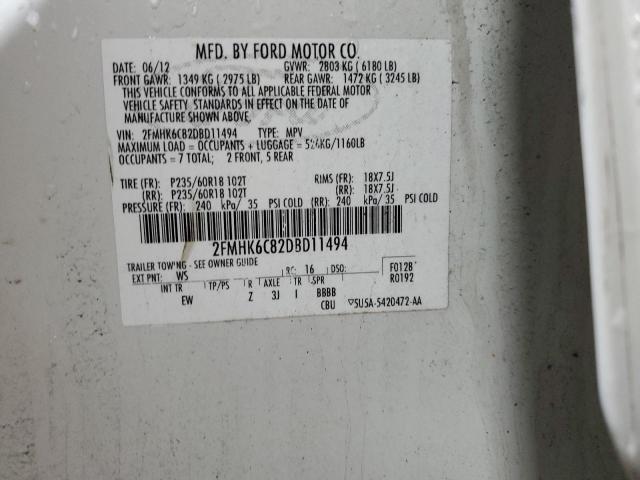 MFD. BY FORD MOTOR CO.
DATE: 06/12 GVWR: 2803 KG ( 6180 LB)
FRONT GAWR: 1349 KG ( 2975 LB) REAR GAWR: 1472 KG ( 3245 LB)
THIS VEHICLE CONFORMS TO ALL APPLICABLE FEDERAL MOTOR
VEHICLE SAFETY STANDARDS IN EFFECT ON THE DATE OF
MANUFACTURE SHOWN ABOVE.
VIN: 2FMHK6C82DBD11494 TYPE: MPV
MAXIMUM LOAD = OCCUPANTS + LUGGAGE = 526KG/1160LB
OCCUPANTS = 7 TOTAL; 2 FRONT, 5 REAR
TIRE (FR): P235/60R18 102T RIMS (FR): 18X7.5J
(RR): P235/60R18 102T (RR): 18X7.5J
PRESSURE (FR): 240 kPa/ 35 PSI COLD (RR): 240 kPa/ 35 PSI COLD
2FMHK6C82DBD11494
TRAILER TOWING - SEE OWNER GUIDE
EXT PNT: WS RC: 16 DSO: F0128
R0192
INT TR TP/PS R AXLE TR SPR
EW Z 3J I BBBB
CBU 5U5A-5420472-AA